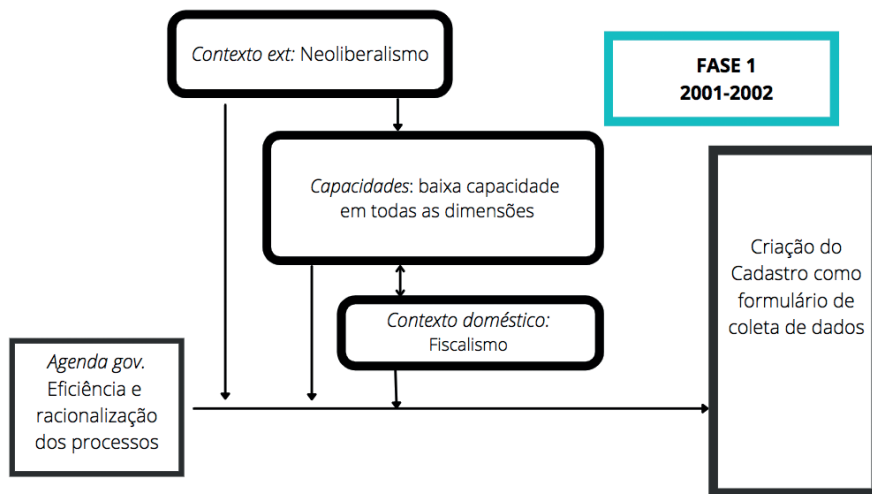 Contexto ext: Neoliberalismo
FASE 1
2001-2002
Capacidades: baixa capacidade
em todas as dimensões
Contexto doméstico:
Fiscalismo
Agenda gov.
Eficiência e
racionalização
dos processos
Criação do
Cadastro como
formulário de
coleta de dados